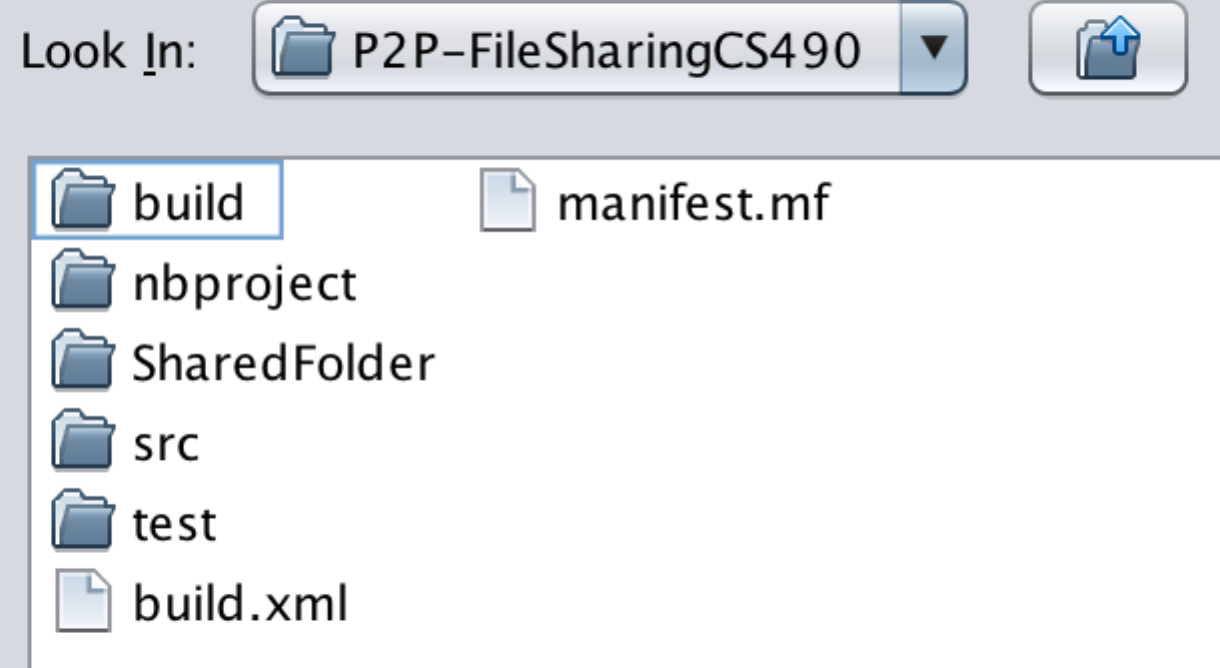 Look In: P2P-FileSharingCS490
build manifest.mf
nbproject
SharedFolder
src
test
build.xml